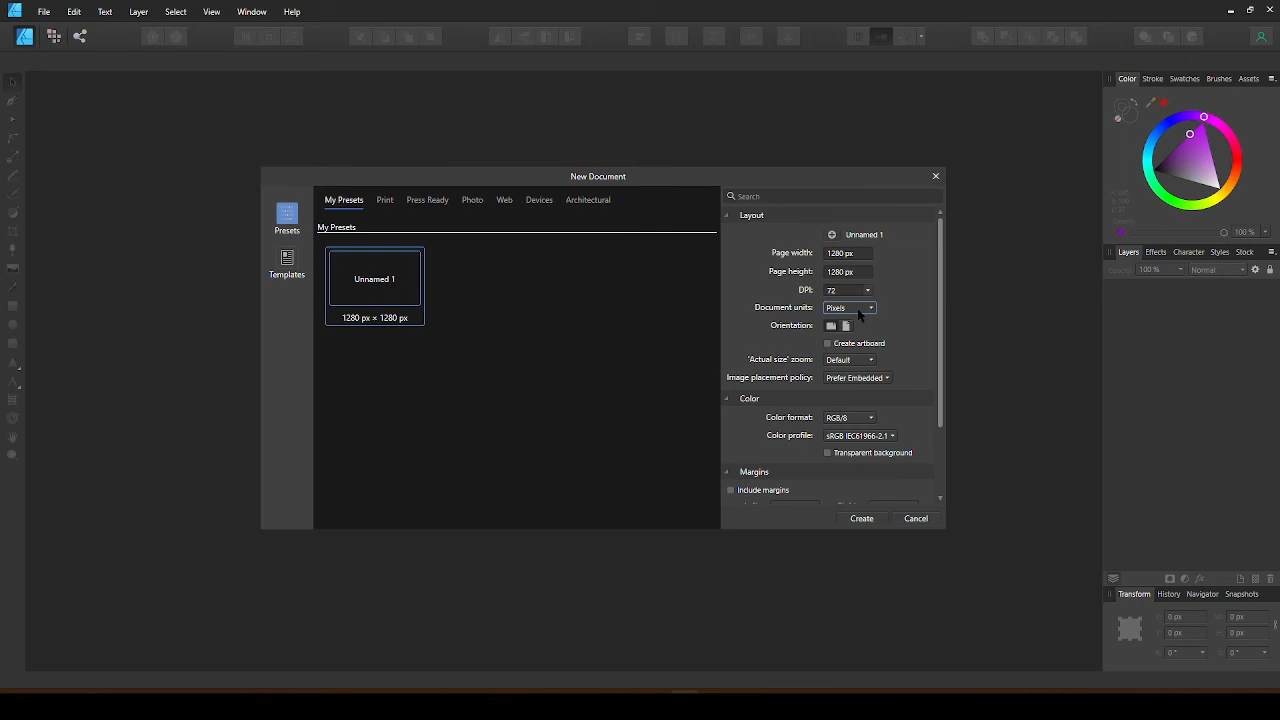 File Edit Text Layer Select View Window Help
Color Stroke Swatches Brushes Assets
Opacity
100 %
Layers Effects Character Styles Stock
Opacity: 100 % Normal
New Document
Presets
Templates
My Presets Print Press Ready Photo Web Devices Architectural
My Presets
Unnamed 1
1280 px × 1280 px
Search
Layout
Unnamed 1
Page width: 1280 px
Page height: 1280 px
DPI: 72
Document units: Pixels
Orientation:
Create artboard
'Actual size' zoom: Default
Image placement policy: Prefer Embedded
Color
Color format: RGB/8
Color profile: sRGB IEC61966-2.1
Transparent background
Margins
Include margins
Create Cancel
Transform History Navigator Snapshots
X: 0 px W: 0 px
Y: 0 px H: 0 px
R: 0 ° S: 0 °